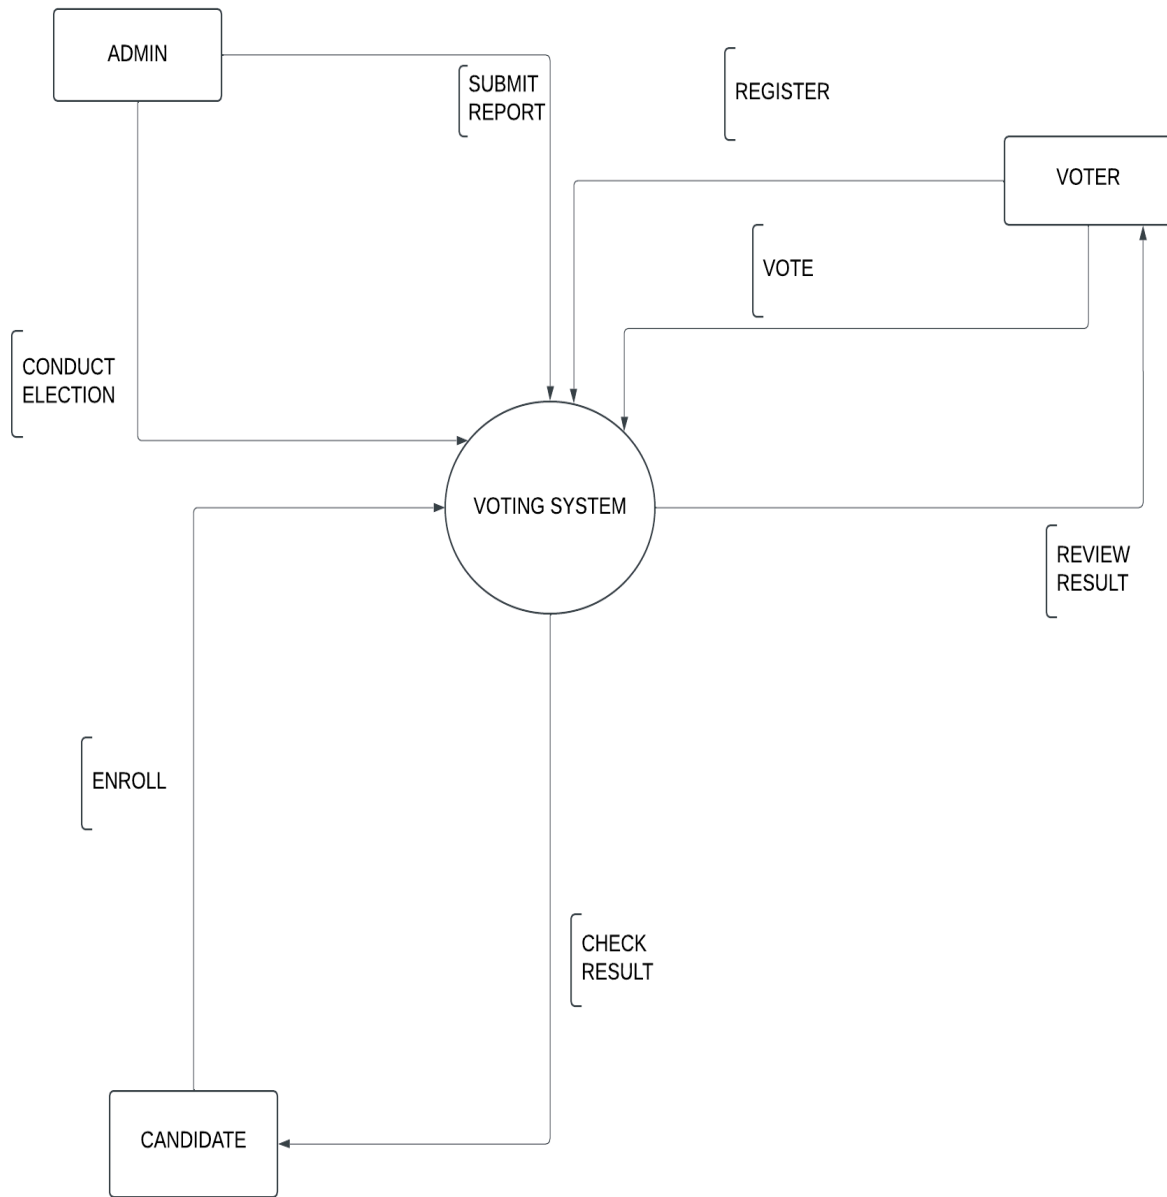 ADMIN
SUBMIT
REPORT
REGISTER
VOTER
VOTE
CONDUCT
ELECTION
VOTING SYSTEM
REVIEW
RESULT
ENROLL
CHECK
RESULT
CANDIDATE